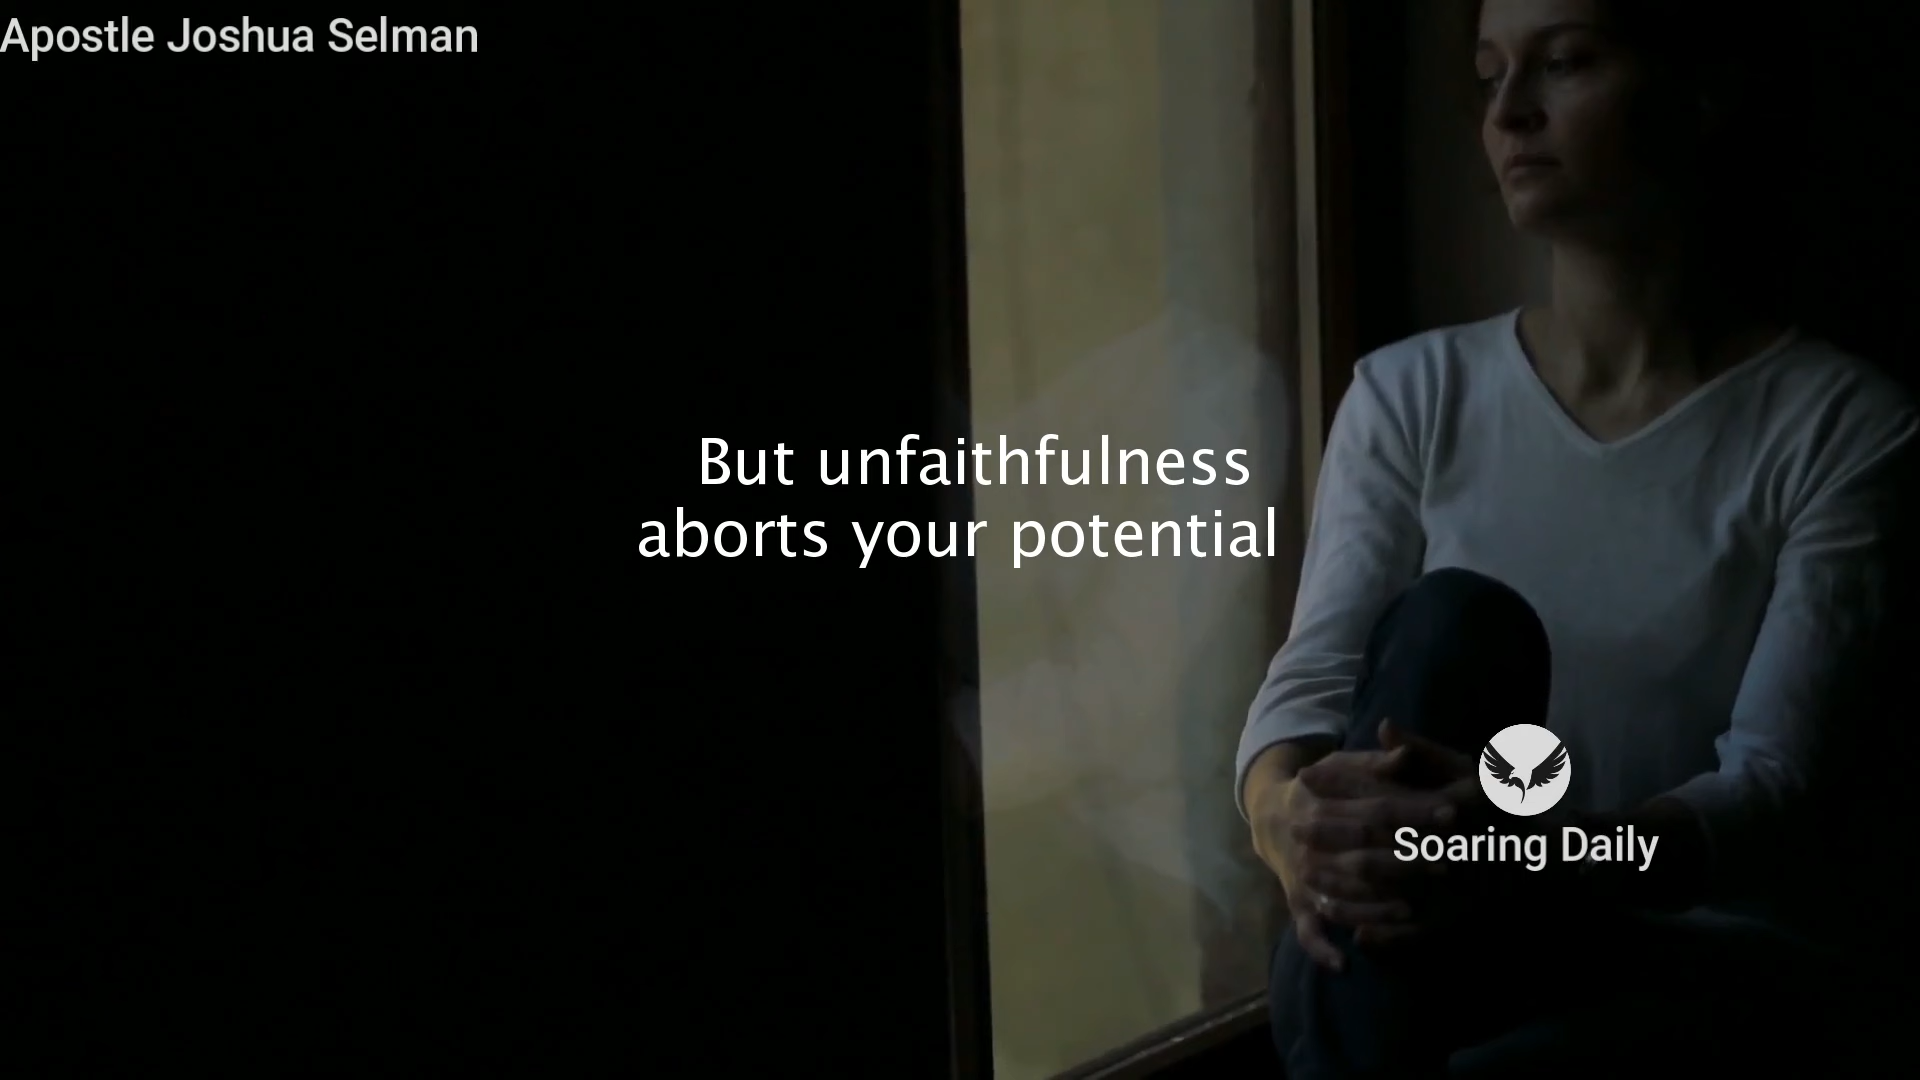 Apostle Joshua Selman
But unfaithfulness
aborts your potential
Soaring Daily